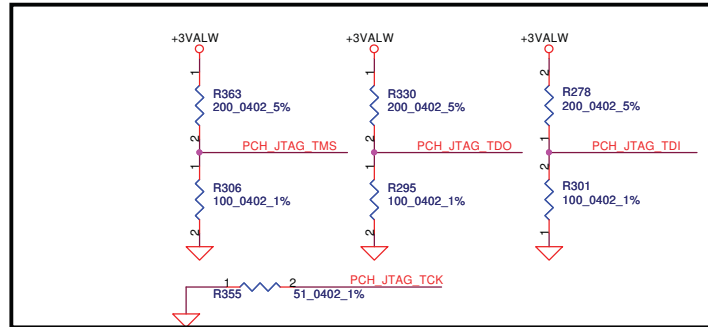 +3VALW +3VALW +3VALW
1 1 2
R363 R330 R278
200_0402_5% 200_0402_5% 200_0402_5%
2 2 1
PCH_JTAG_TMS PCH_JTAG_TDO PCH_JTAG_TDI
1 1 2
R306 R295 R301
100_0402_1% 100_0402_1% 100_0402_1%
2 2 1
1 2 PCH_JTAG_TCK
R355 51_0402_1%